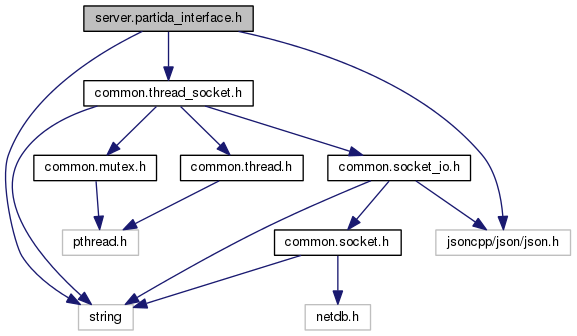 server.partida_interface.h
common.thread_socket.h
common.mutex.h
common.thread.h
common.socket_io.h
pthread.h
common.socket.h
jsoncpp/json/json.h
string
netdb.h